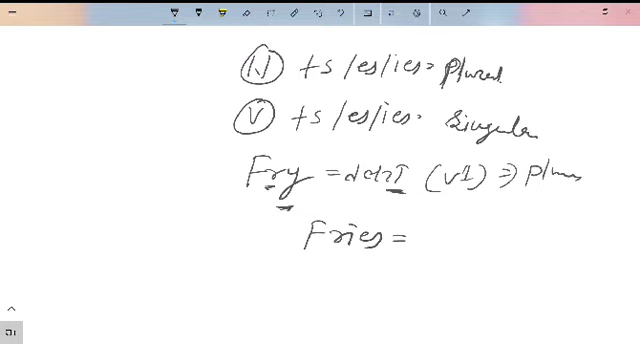 (N) +s/es/ies = Plural
(V) +s/es/ies = Singular
Fry = (V1) => Plural
Fries =